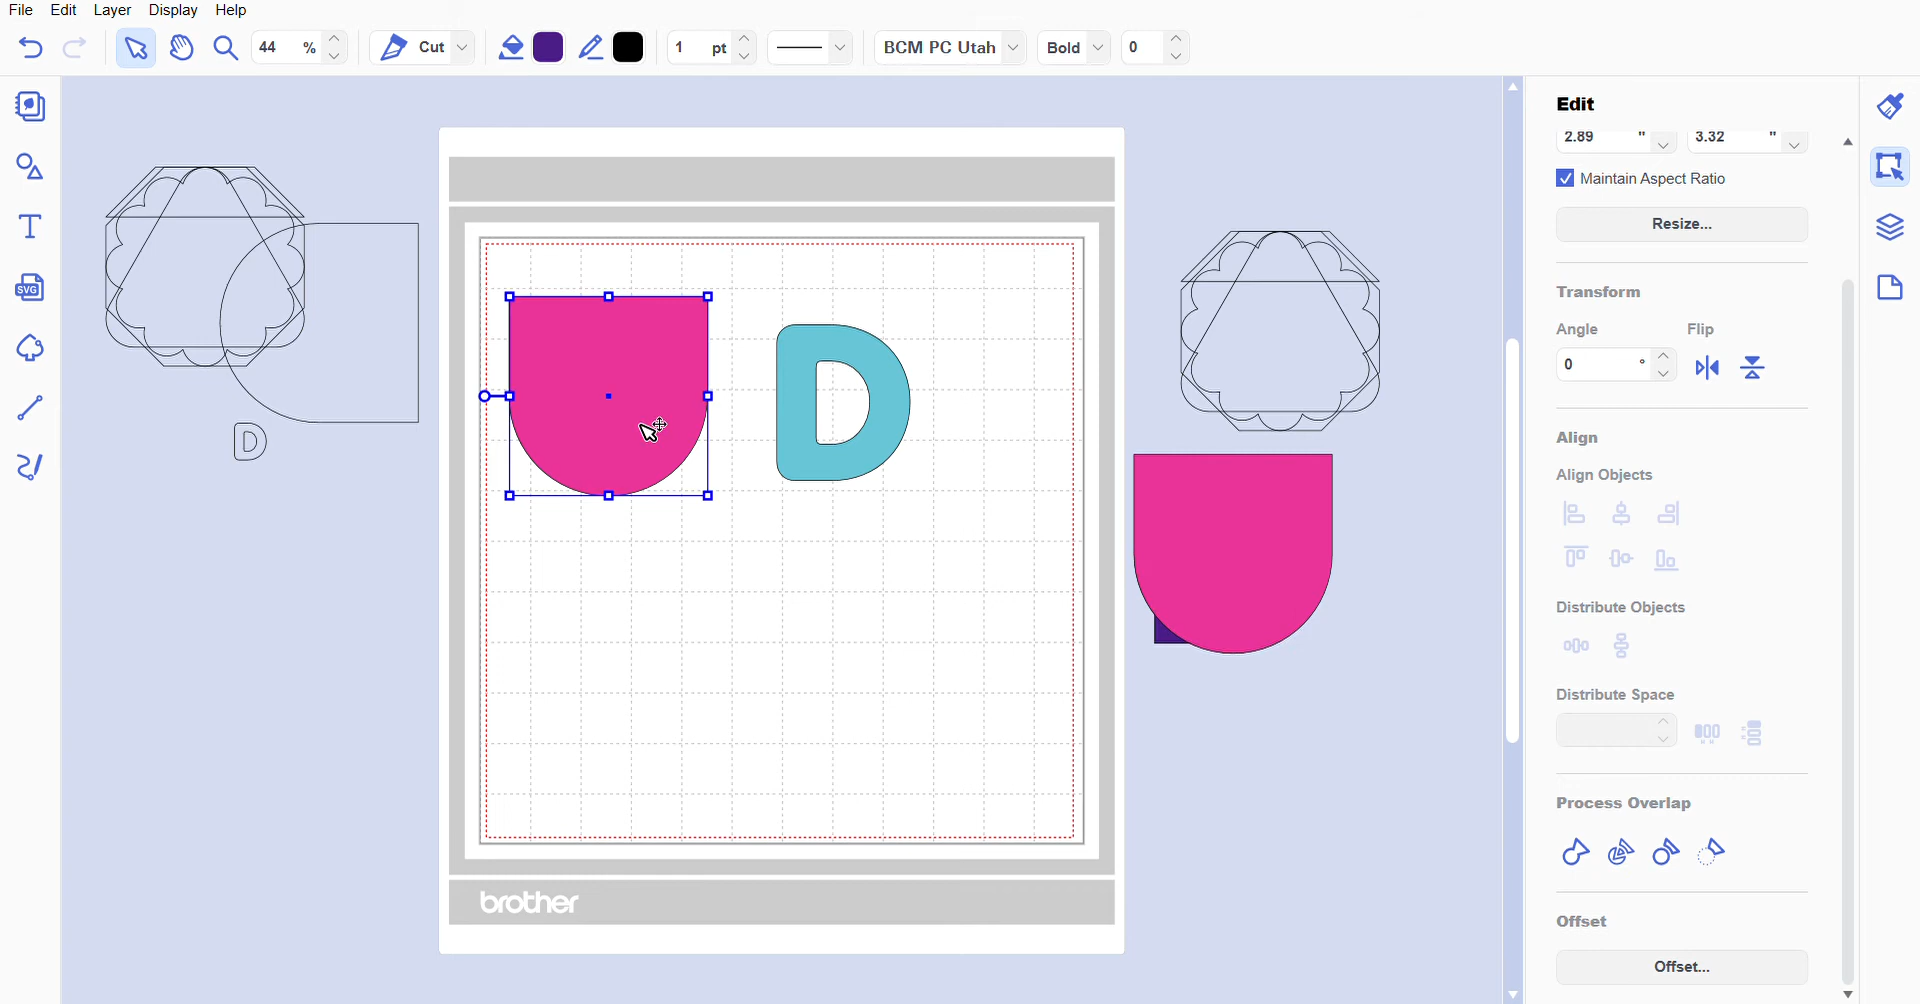 File Edit Layer Display Help
44 % Cut 1 pt BCM PC Utah Bold 0
SVG
D
D
brother
Edit
2.89 " 3.32 "
Maintain Aspect Ratio
Resize...
Transform
Angle Flip
0 °
Align
Align Objects
Distribute Objects
Distribute Space
Process Overlap
Offset
Offset...